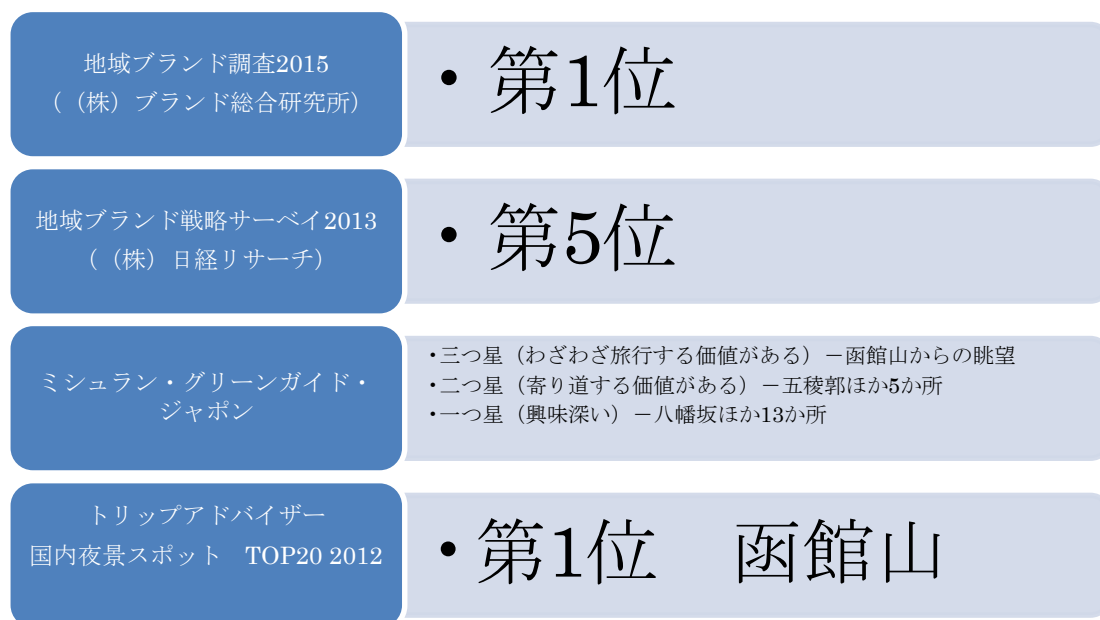 地域ブランド調査2015
（（株）ブランド総合研究所）
・第1位
地域ブランド戦略サーベイ2013
（（株）日経リサーチ）
・第5位
ミシュラン・グリーンガイド・
ジャポン
・三つ星（わざわざ旅行する価値がある）－函館山からの眺望
・二つ星（寄り道する価値がある）－五稜郭ほか5か所
・一つ星（興味深い）－八幡坂ほか13か所
トリップアドバイザー
国内夜景スポット　TOP20 2012
・第1位　函館山